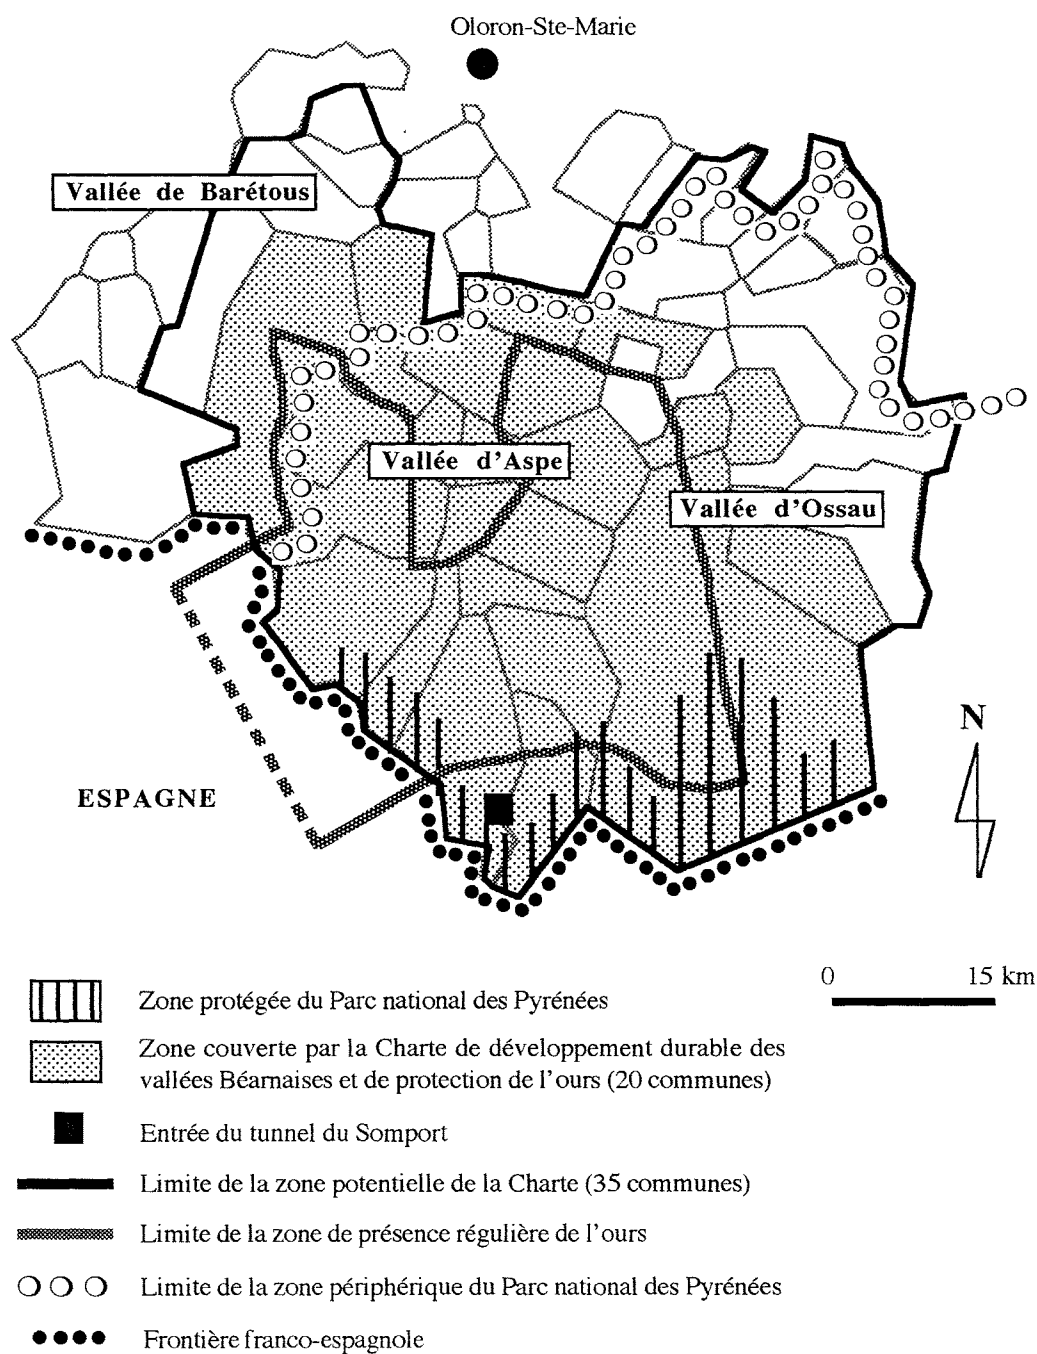 Oloron-Ste-Marie
Vallée de Barétous
Vallée d'Aspe
Vallée d'Ossau
N
ESPAGNE
0 15 km
Zone protégée du Parc national des Pyrénées
Zone couverte par la Charte de développement durable des
vallées Béarnaises et de protection de l'ours (20 communes)
Entrée du tunnel du Somport
Limite de la zone potentielle de la Charte (35 communes)
Limite de la zone de présence régulière de l'ours
Limite de la zone périphérique du Parc national des Pyrénées
Frontière franco-espagnole